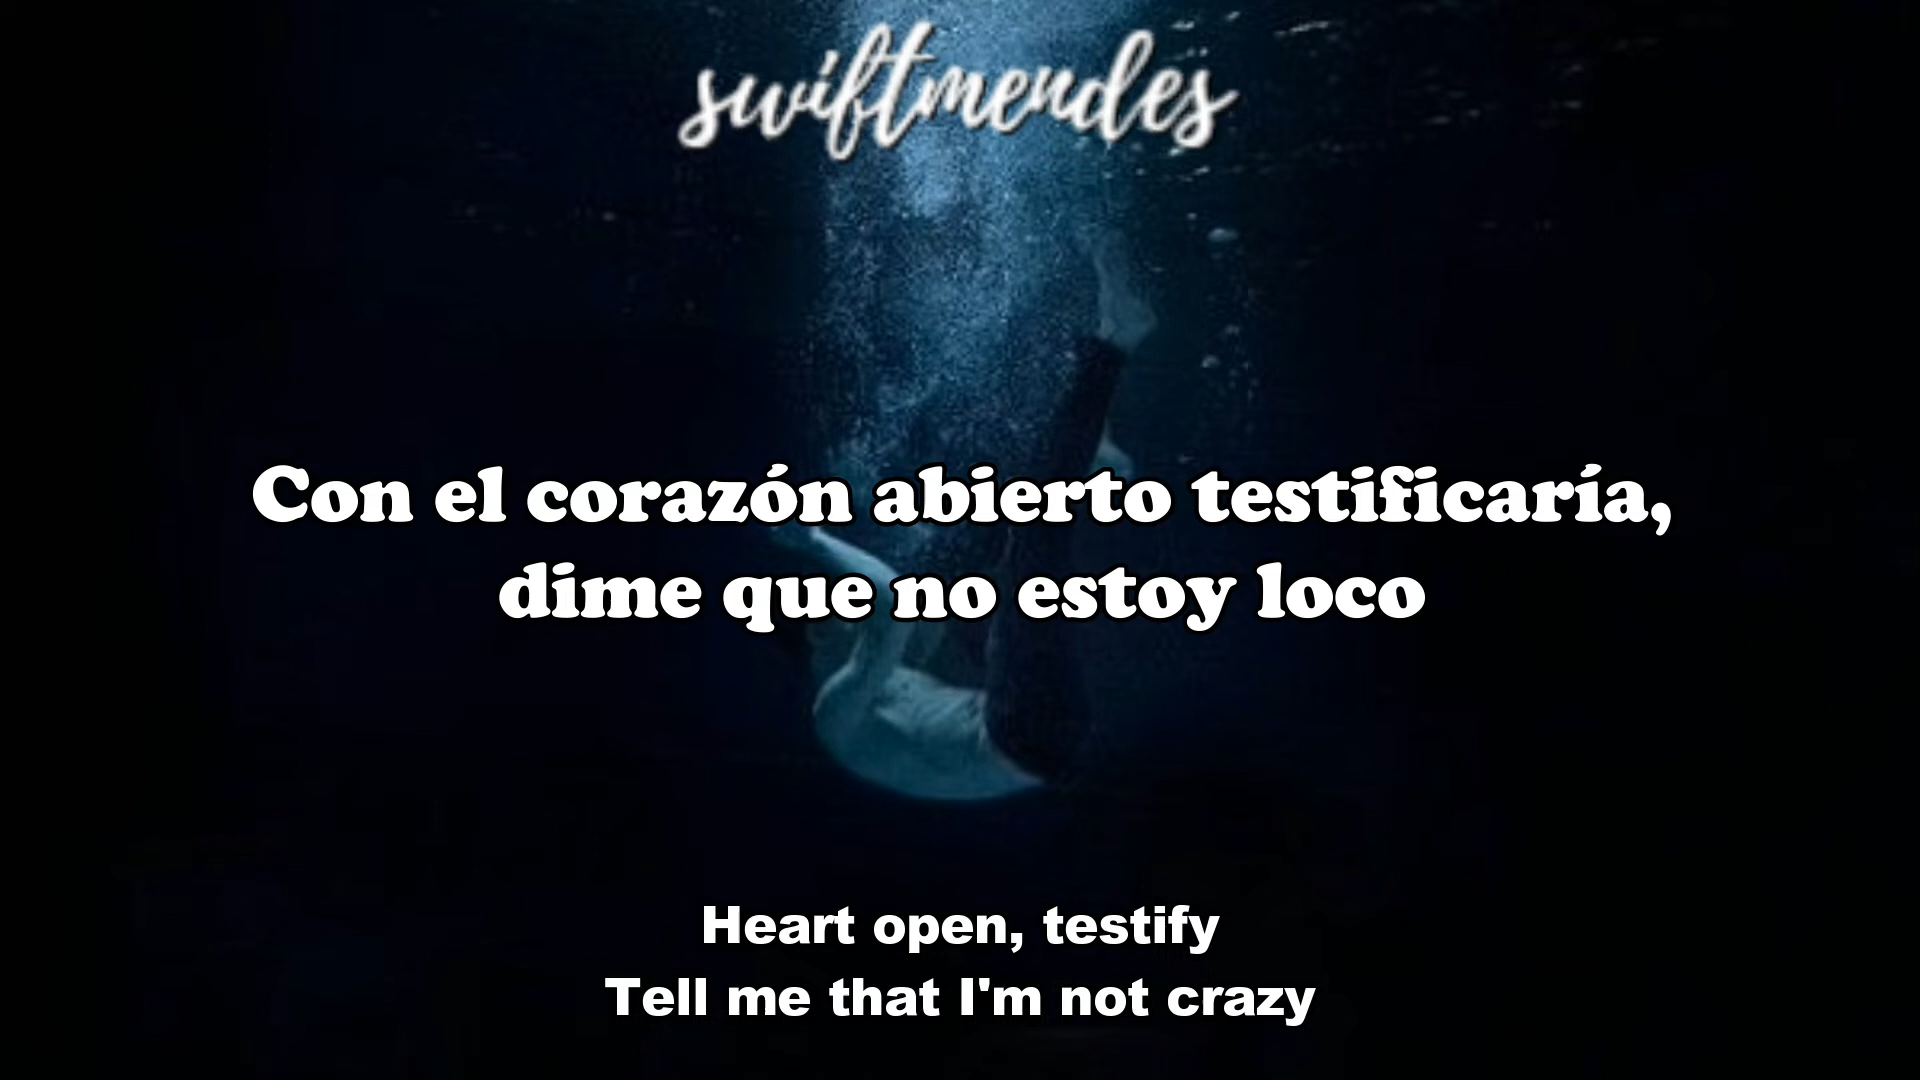 swiftmendes
Con el corazón abierto testificaría,
dime que no estoy loco
Heart open, testify
Tell me that I'm not crazy